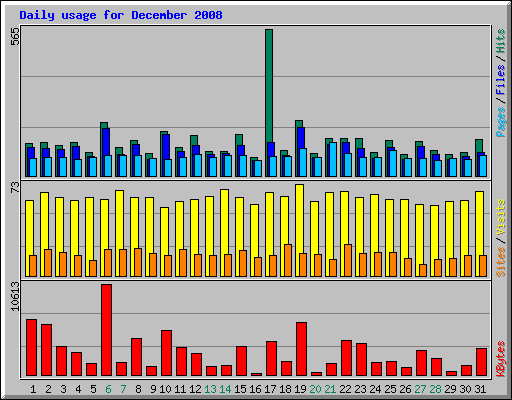 Daily usage for December 2008
565
Pages / Files / Hits
73
Sites / Visits
10613
KBytes
1 2 3 4 5 6 7 8 9 10 11 12 13 14 15 16 17 18 19 20 21 22 23 24 25 26 27 28 29 30 31